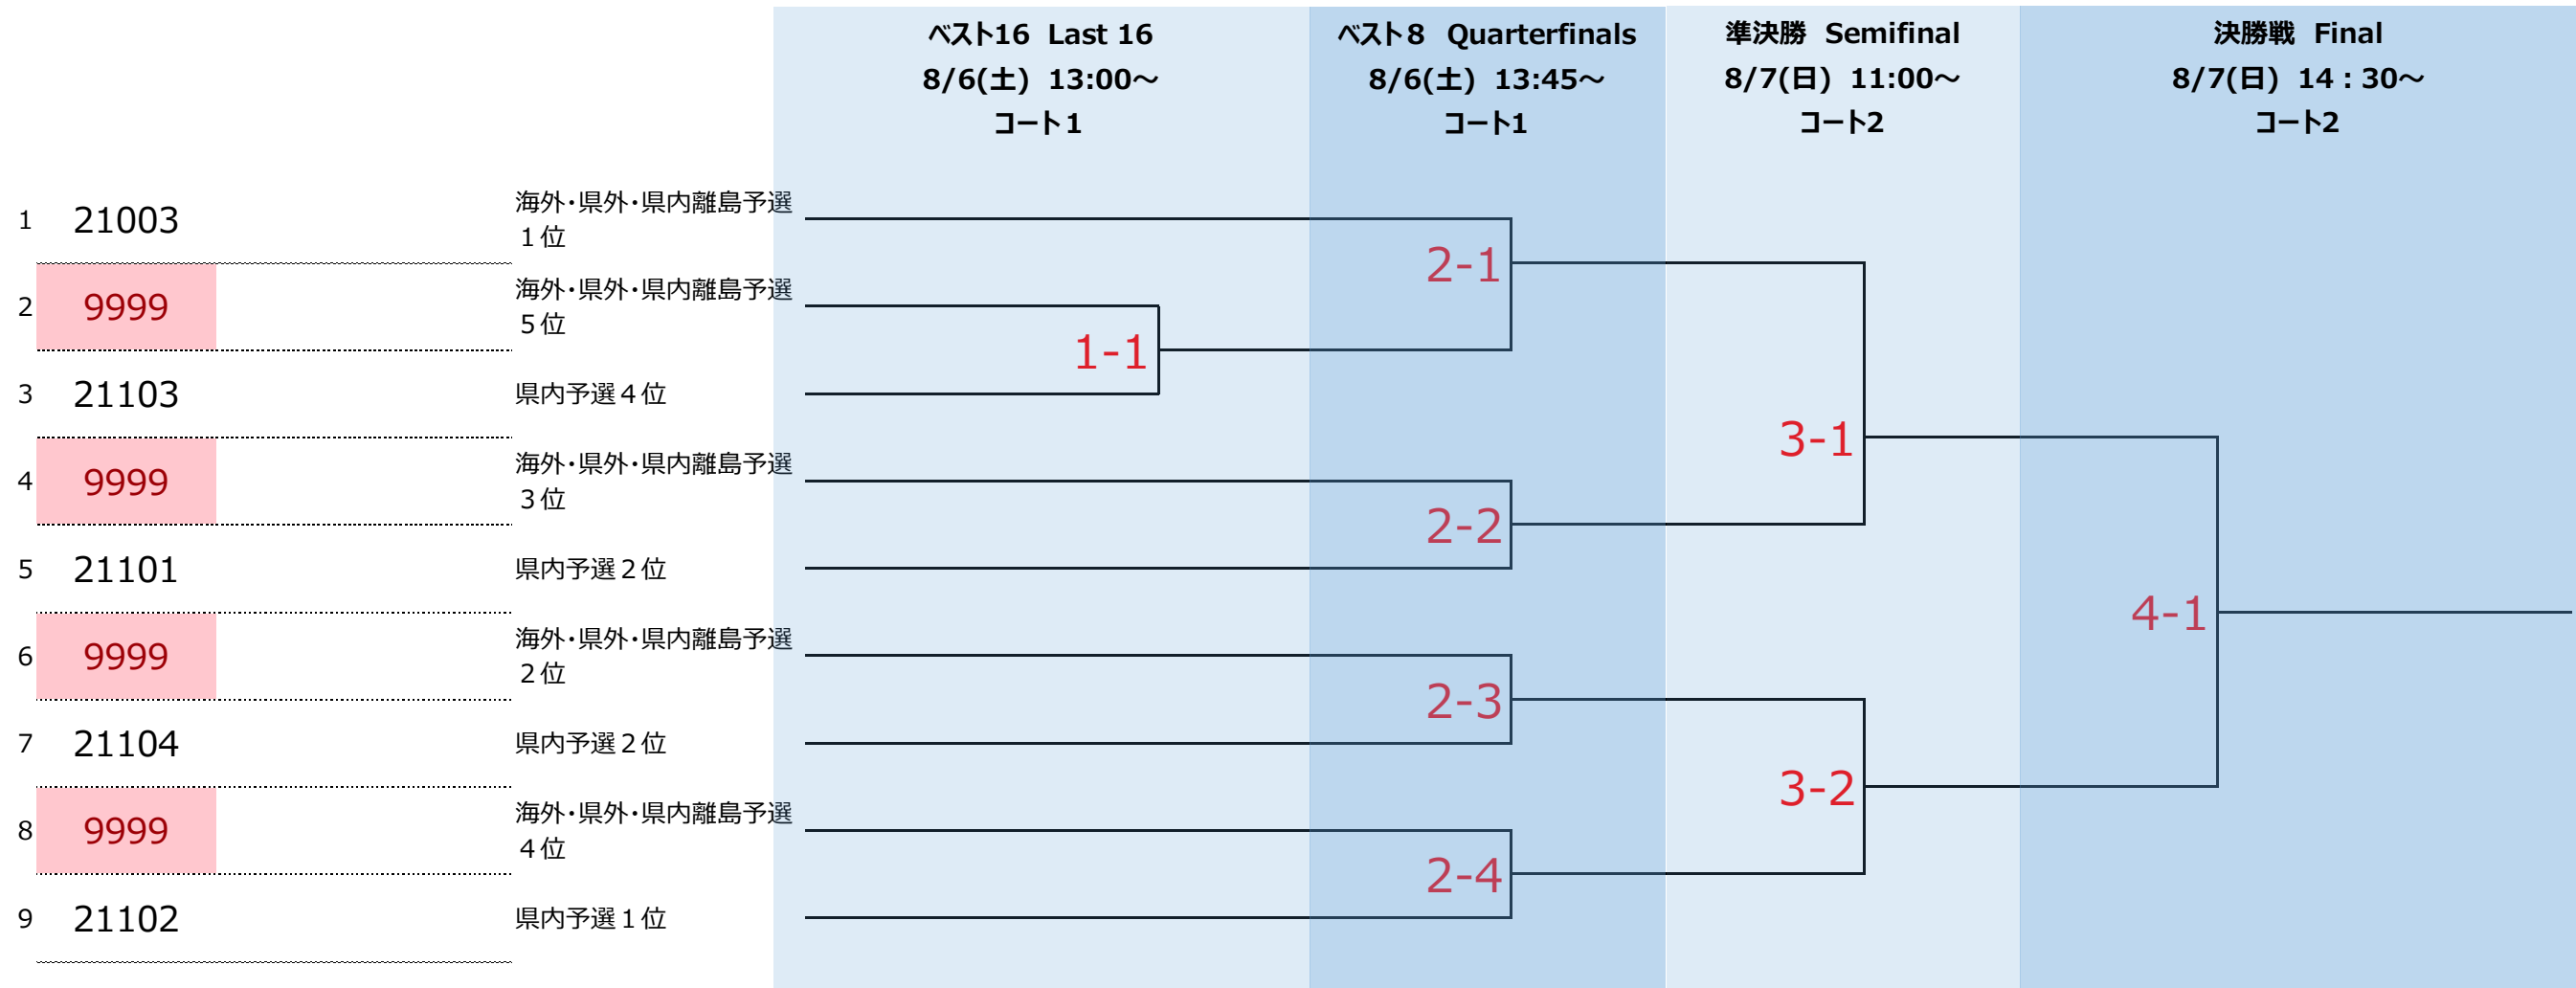 ベスト16 Last 16
8/6(土) 13:00～
コート１
ベスト８ Quarterfinals
8/6(土) 13:45～
コート1
準決勝 Semifinal
8/7(日) 11:00～
コート2
決勝戦 Final
8/7(日) 14：30～
コート2
1 21003 海外・県外・県内離島予選
１位
2 9999 海外・県外・県内離島予選
５位
3 21103 県内予選４位
4 9999 海外・県外・県内離島予選
３位
5 21101 県内予選２位
6 9999 海外・県外・県内離島予選
２位
7 21104 県内予選２位
8 9999 海外・県外・県内離島予選
４位
9 21102 県内予選１位
1-1
2-1
2-2
2-3
2-4
3-1
3-2
4-1